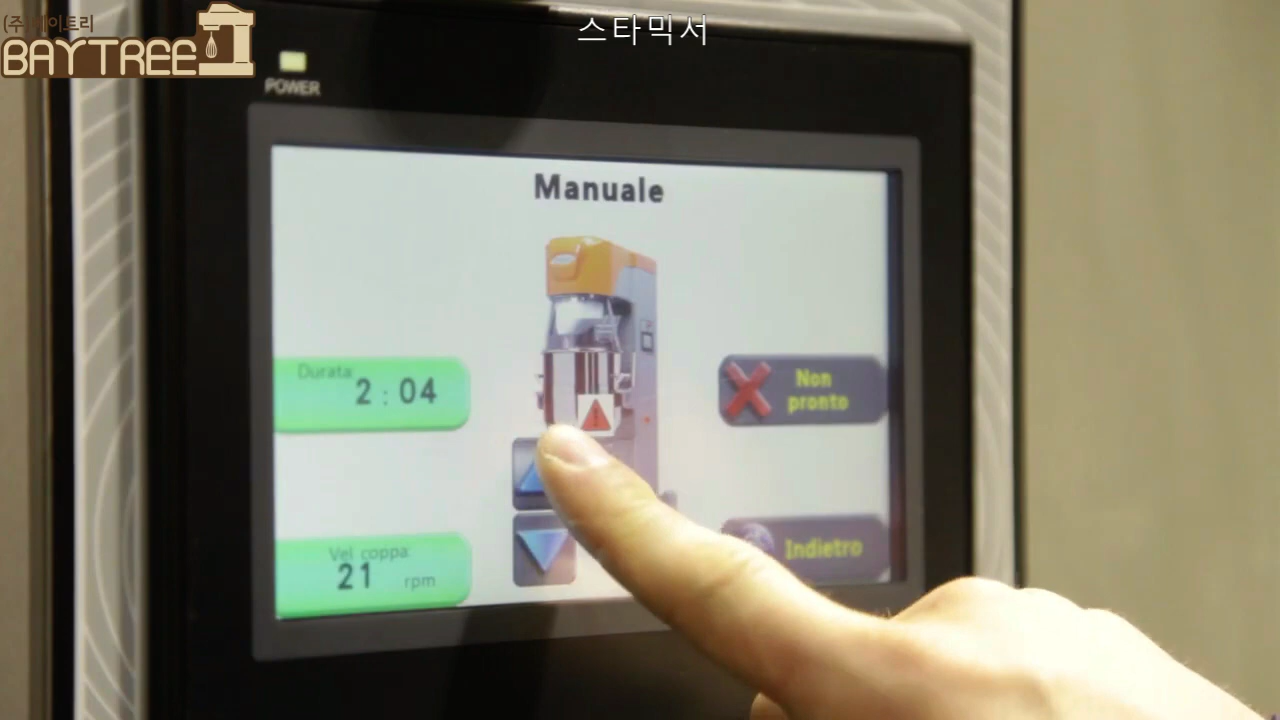 스타믹서
(주)베이트리
BAYTREE
POWER
Manuale
Durata:
2 : 04
Non
pronto
Vel coppa:
21 rpm
Indietro